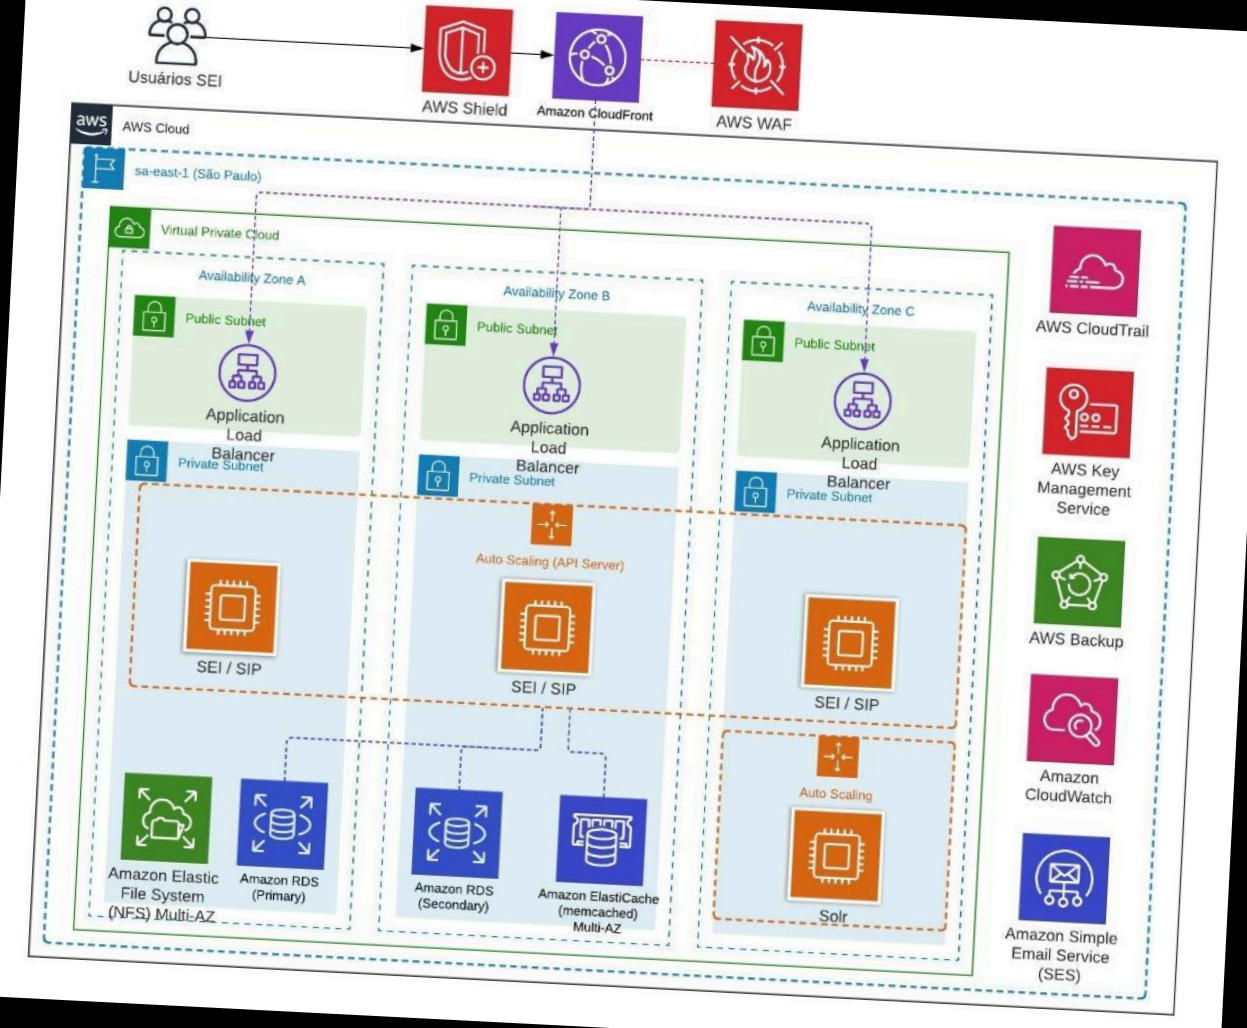 Usuários SEI
AWS Shield
Amazon CloudFront
AWS WAF
aws
AWS Cloud
sa-east-1 (São Paulo)
Virtual Private Cloud
Availability Zone A
Public Subnet
Application
Load
Balancer
Private Subnet
SEI / SIP
Amazon Elastic
File System
(NFS) Multi-AZ
Amazon RDS
(Primary)
Availability Zone B
Public Subnet
Application
Load
Balancer
Private Subnet
Auto Scaling (API Server)
SEI / SIP
Amazon RDS
(Secondary)
Amazon ElastiCache
(memcached)
Multi-AZ
Availability Zone C
Public Subnet
Application
Load
Balancer
Private Subnet
SEI / SIP
Auto Scaling
Solr
AWS CloudTrail
AWS Key
Management
Service
AWS Backup
Amazon
CloudWatch
Amazon Simple
Email Service
(SES)